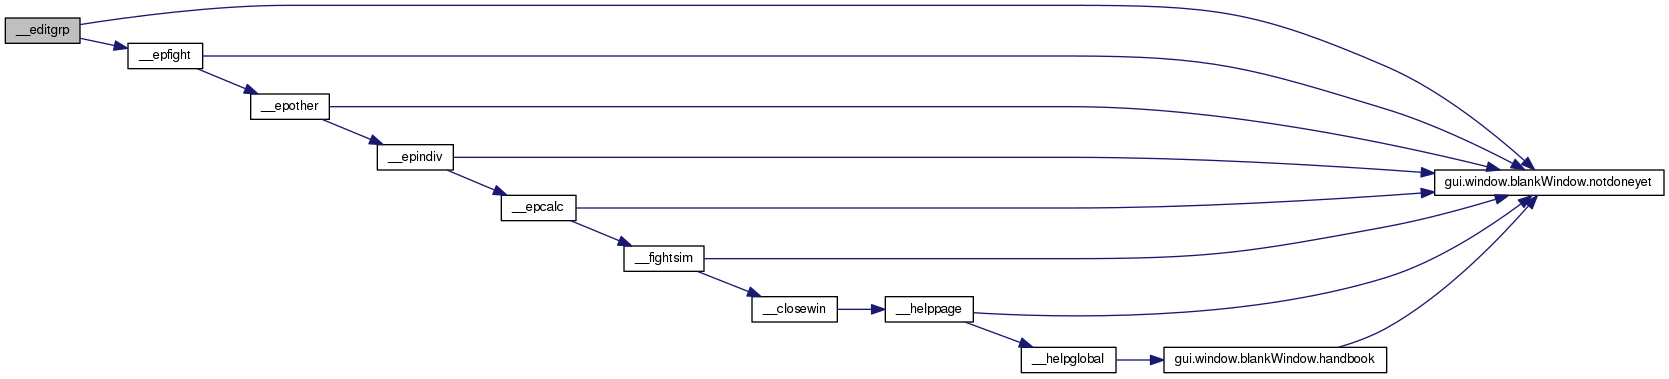 __editgrp
__epfight
__epother
__epindiv
gui.window.blankWindow.notdoneyet
__epcalc
__fightsim
__closewin
__helppage
__helpglobal
gui.window.blankWindow.handbook